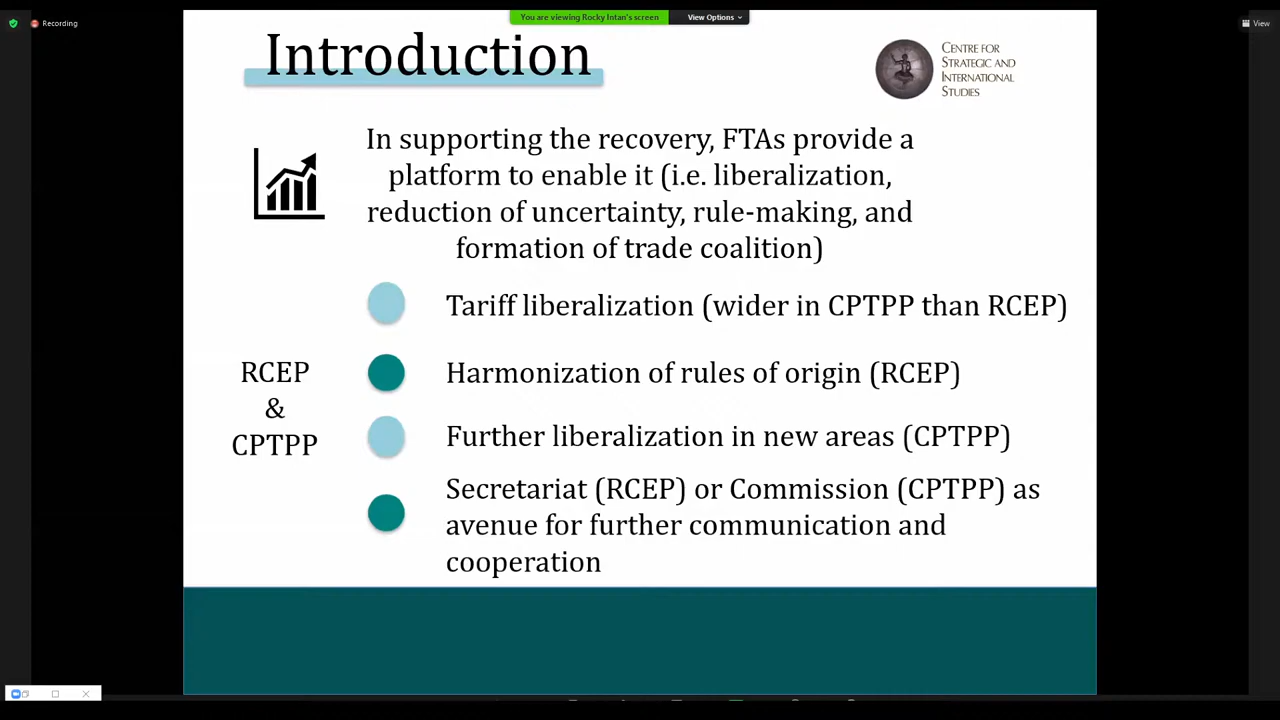 Recording
You are viewing Rocky Intan's screen
View Options
View
Introduction
CENTRE FOR
STRATEGIC AND
INTERNATIONAL
STUDIES
In supporting the recovery, FTAs provide a
platform to enable it (i.e. liberalization,
reduction of uncertainty, rule-making, and
formation of trade coalition)
RCEP
&
CPTPP
Tariff liberalization (wider in CPTPP than RCEP)
Harmonization of rules of origin (RCEP)
Further liberalization in new areas (CPTPP)
Secretariat (RCEP) or Commission (CPTPP) as
avenue for further communication and
cooperation